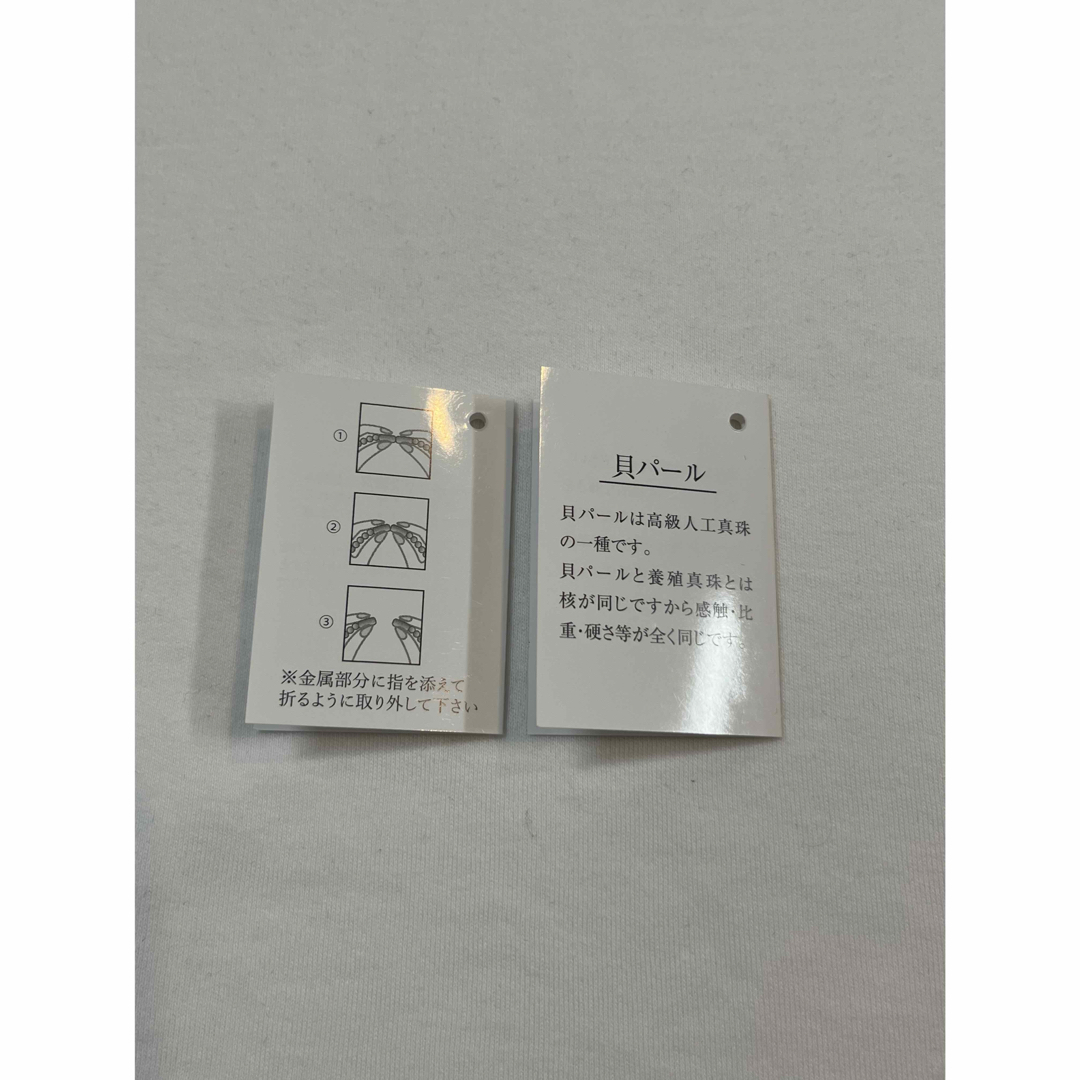 ①
②
③
※金属部分に指を添えて
折るように取り外して下さい
貝パール
貝パールは高級人工真珠
の一種です。
貝パールと養殖真珠とは
核が同じですから感触・比
重・硬さ等が全く同じです。